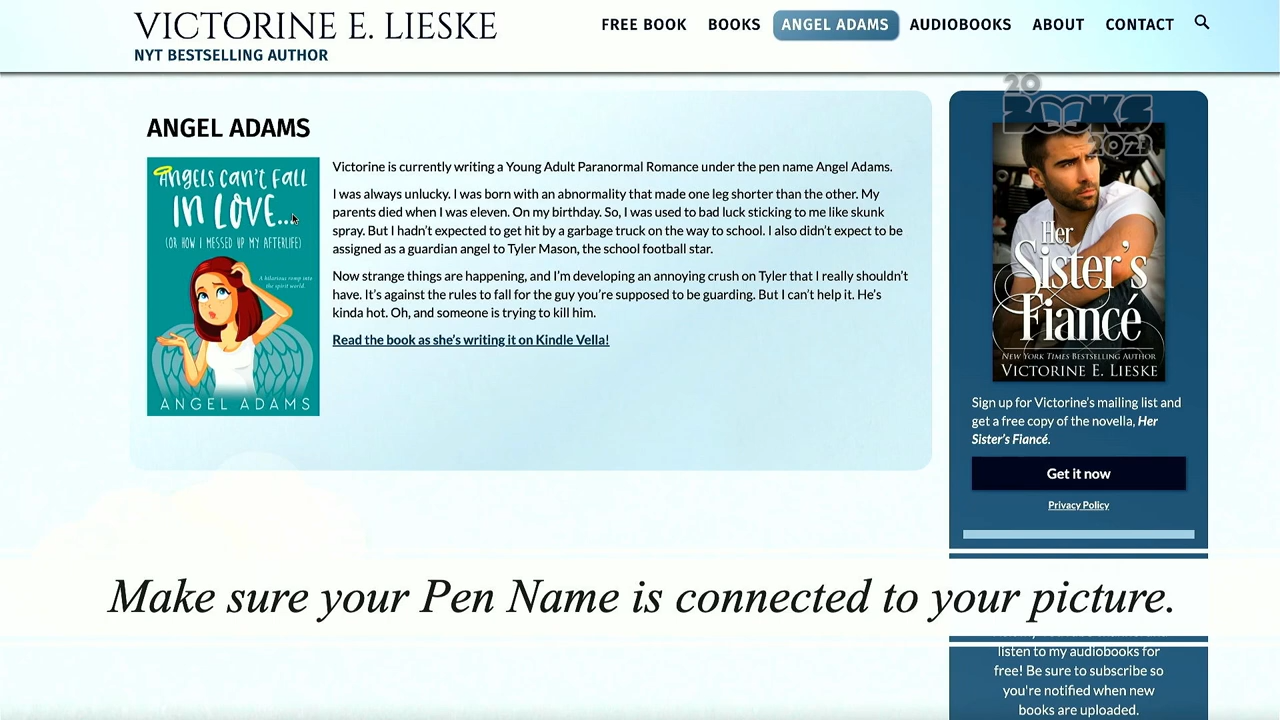 VICTORINE E. LIESKE
NYT BESTSELLING AUTHOR
FREE BOOK
BOOKS
ANGEL ADAMS
AUDIOBOOKS
ABOUT
CONTACT
ANGEL ADAMS
ANGELS CAN'T FALL
IN LOVE...
(OR HOW I MESSED UP MY AFTERLIFE)
A hilarious romp into
the spirit world.
ANGEL ADAMS
Victorine is currently writing a Young Adult Paranormal Romance under the pen name Angel Adams.
I was always unlucky. I was born with an abnormality that made one leg shorter than the other. My
parents died when I was eleven. On my birthday. So, I was used to bad luck sticking to me like skunk
spray. But I hadn't expected to get hit by a garbage truck on the way to school. I also didn't expect to be
assigned as a guardian angel to Tyler Mason, the school football star.
Now strange things are happening, and I'm developing an annoying crush on Tyler that I really shouldn't
have. It's against the rules to fall for the guy you're supposed to be guarding. But I can't help it. He's
kinda hot. Oh, and someone is trying to kill him.
Read the book as she's writing it on Kindle Vella!
20
BOOKS
2023
Her
Sister's
Fiancé
NEW YORK TIMES BESTSELLING AUTHOR
VICTORINE E. LIESKE
Sign up for Victorine's mailing list and
get a free copy of the novella, Her
Sister's Fiancé.
Get it now
Privacy Policy
Make sure your Pen Name is connected to your picture.
listen to my audiobooks for
free! Be sure to subscribe so
you're notified when new
books are uploaded.